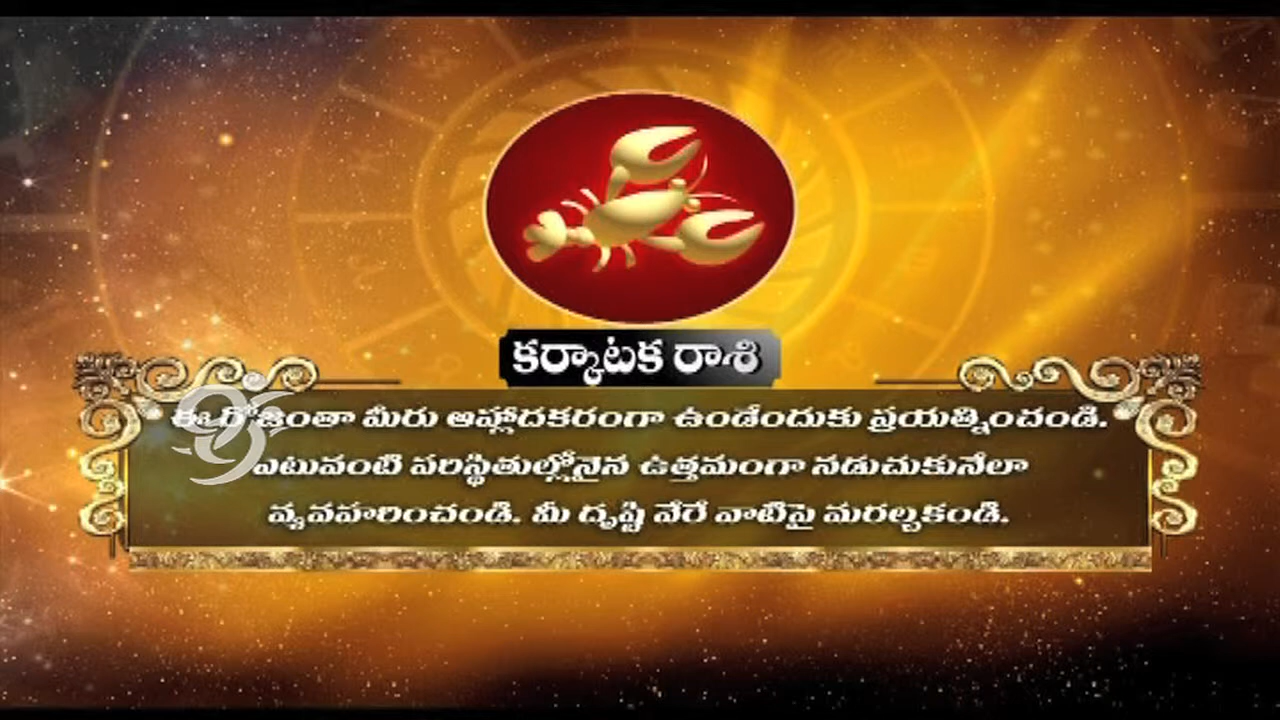 కర్కాటక రాశి
ఈ రోజంతా మీరు ఆహ్లాదకరంగా ఉండేందుకు ప్రయత్నించండి.
ఎటువంటి పరిస్థితుల్లోనైన ఉత్తమంగా నడుచుకునేలా
వ్యవహరించండి. మీ దృష్టి వేరే వాటిపై మరల్చకండి.